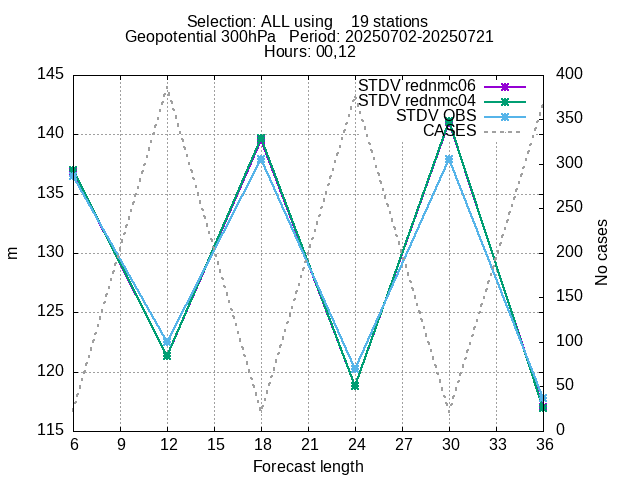 Selection: ALL using    19 stations
Geopotential 300hPa   Period: 20250702-20250721
Hours: 00,12
STDV rednmc06
STDV rednmc04
STDV OBS
CASES
145
140
135
130
125
120
115
m
400
350
300
250
200
150
100
50
0
No cases
6 9 12 15 18 21 24 27 30 33 36
Forecast length